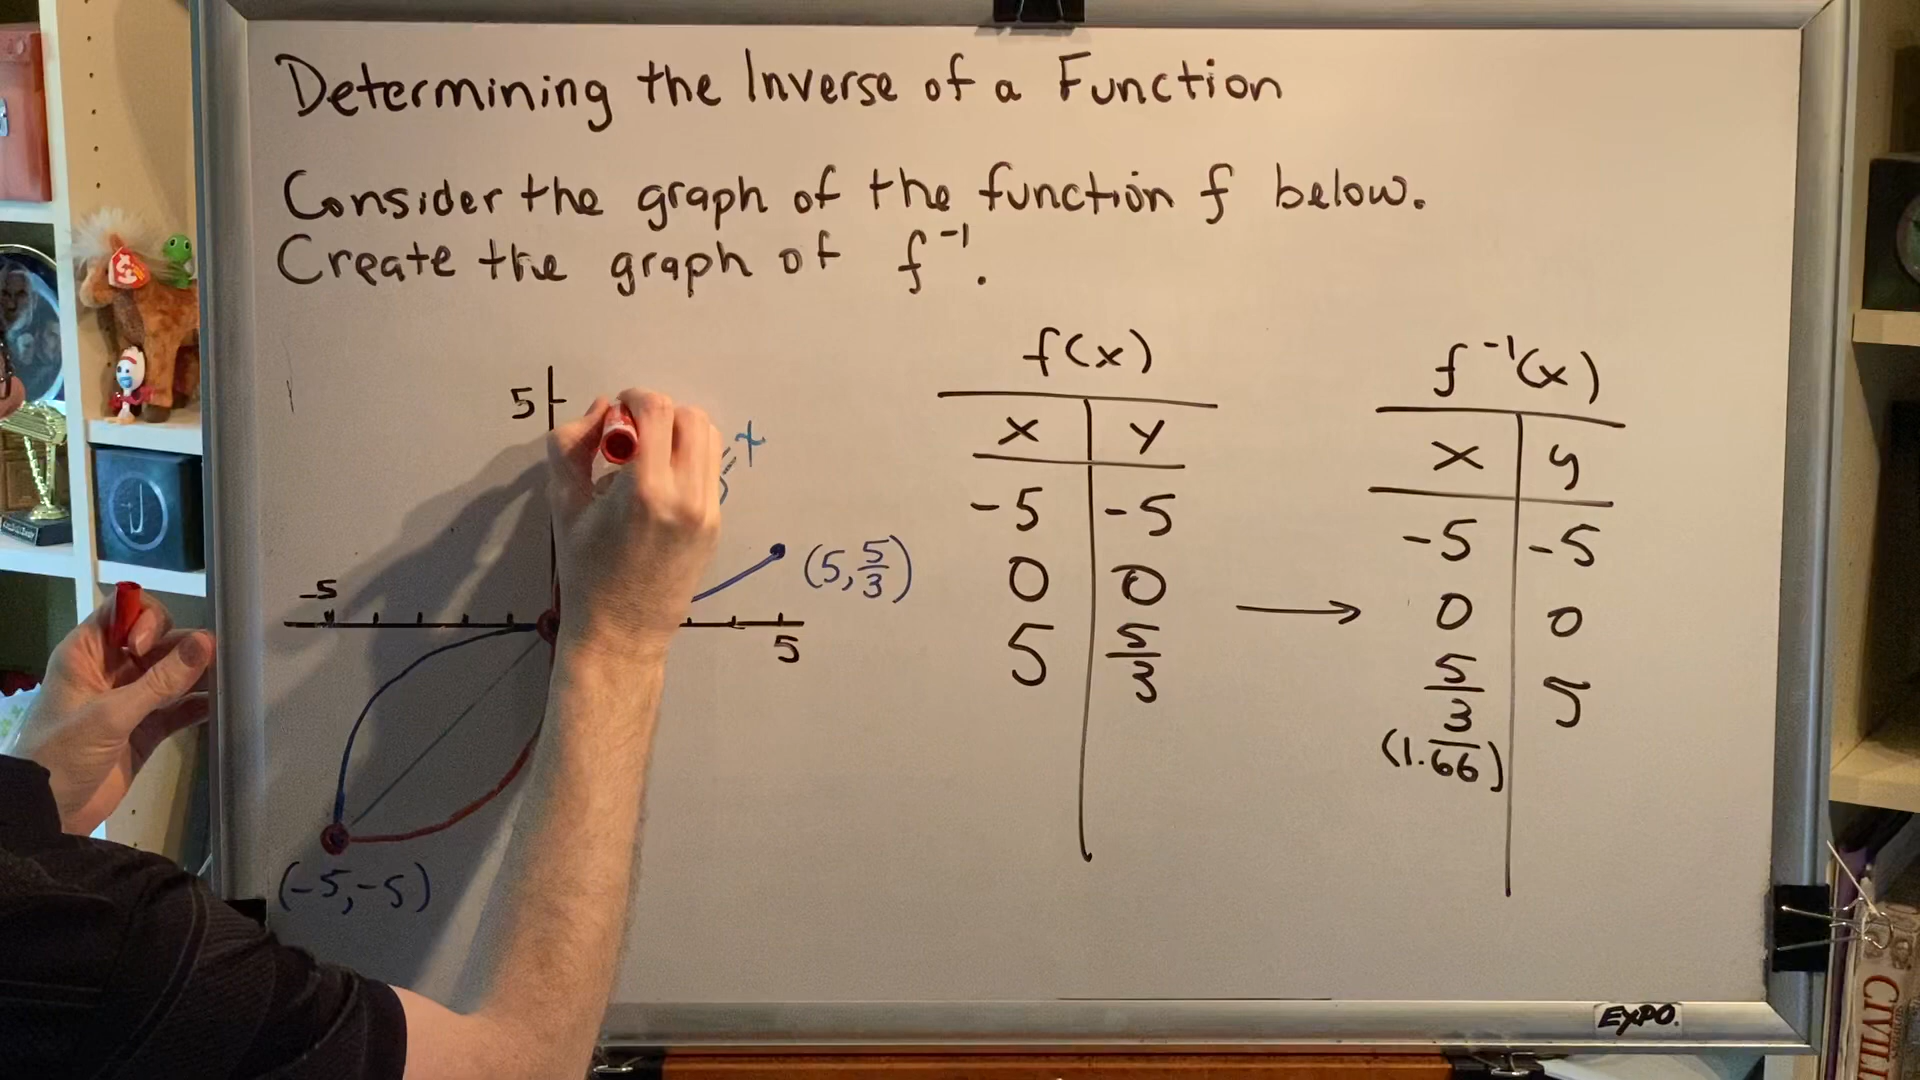 Determining the Inverse of a Function
Consider the graph of the function f below.
Create the graph of f⁻¹.
5
x
-5
5
(5, 5/3)
(-5,-5)
f(x)
x y
-5 -5
0 0
5 5/3
f⁻¹(x)
x y
-5 -5
0 0
5/3 5
(1.66)
EXPO
CIVILI